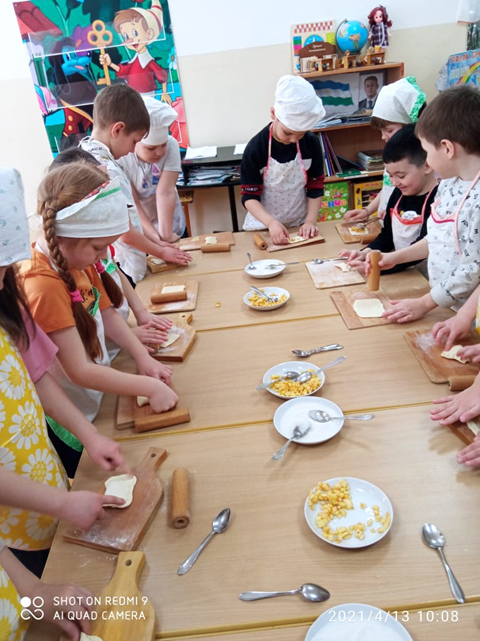 SHOT ON REDMI 9
AI QUAD CAMERA
2021/4/13 10:08